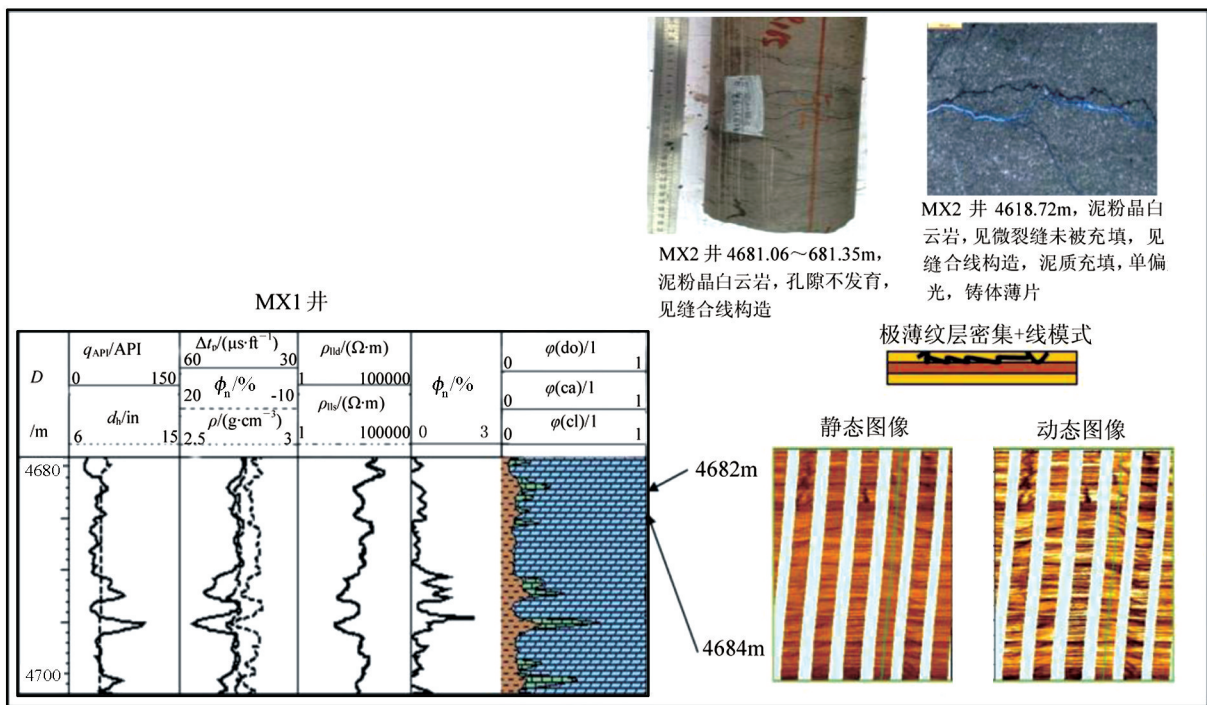 MX2 井 4681.06～681.35m,
泥粉晶白云岩, 孔隙不发育,
见缝合线构造
MX2 井 4618.72m, 泥粉晶白
云岩, 见微裂缝未被充填, 见
缝合线构造, 泥质充填, 单偏
光, 铸体薄片
极薄纹层密集+线模式
静态图像
动态图像
MX1 井
D
/m
qAPI/API
0 150
dh/in
6 15
Δtp/(μs·ft⁻¹)
60 30
ϕn/%
20 -10
ρ/(g·cm⁻³)
2.5 3
ρlld/(Ω·m)
1 100000
ρlls/(Ω·m)
1 100000
ϕn/%
0 3
φ(do)/1
0 1
φ(ca)/1
0 1
φ(cl)/1
0 1
4680
4700
4682m
4684m